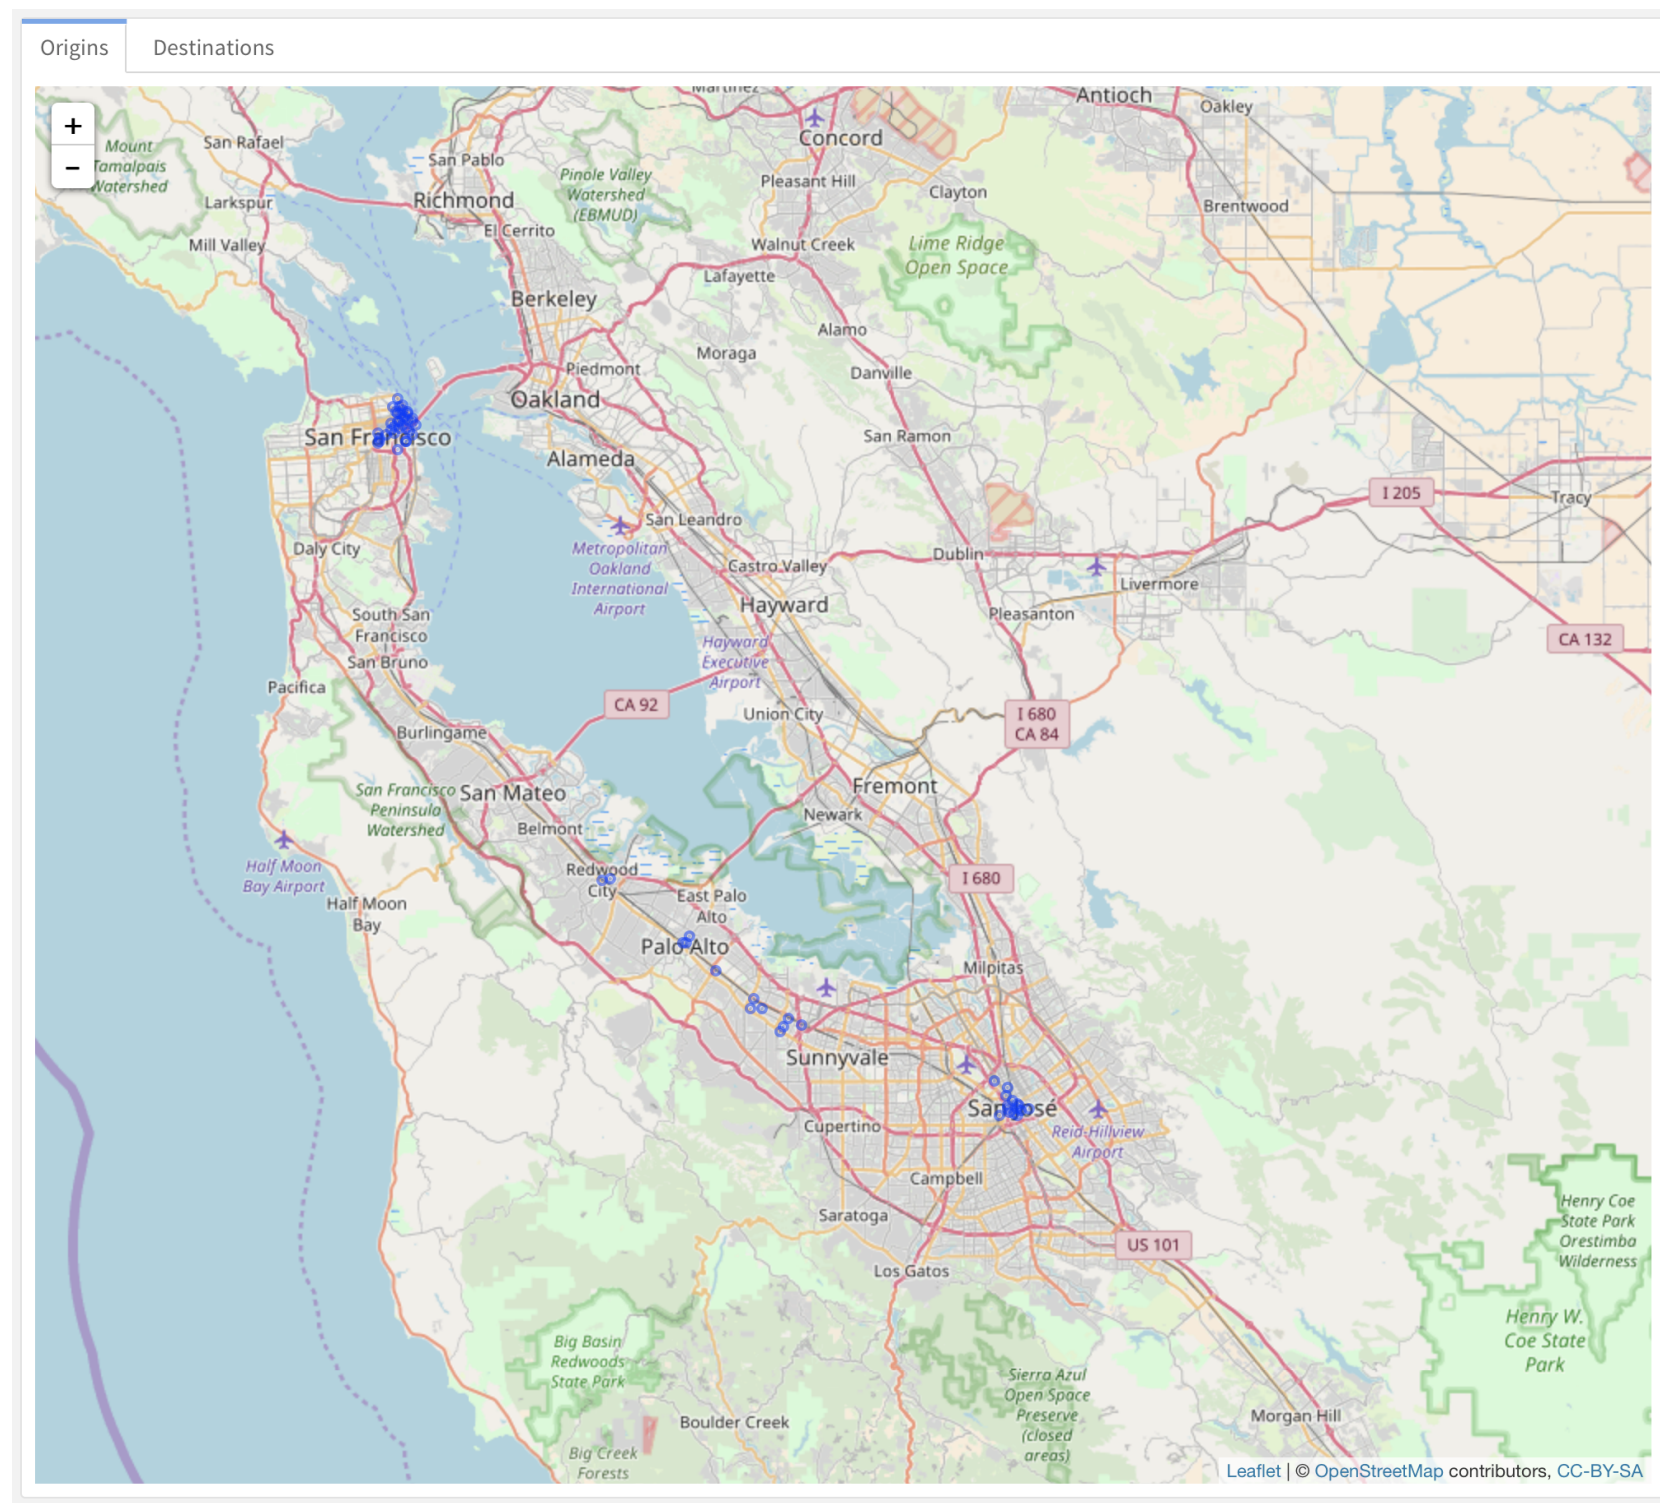 Origins
Destinations
+
-
Martinez
Antioch
Oakley
Concord
San Rafael
Mount
Tamalpais
Watershed
San Pablo
Pinole Valley
Watershed
(EBMUD)
Pleasant Hill
Clayton
Richmond
Larkspur
Brentwood
El Cerrito
Mill Valley
Walnut Creek
Lime Ridge
Open Space
Lafayette
Berkeley
Alamo
Moraga
Piedmont
Danville
Oakland
San Francisco
San Ramon
Alameda
I 205
Tracy
San Leandro
Daly City
Metropolitan
Oakland
International
Airport
Dublin
Castro Valley
Livermore
Hayward
South San
Francisco
Pleasanton
CA 132
Hayward
Executive
Airport
San Bruno
Pacifica
CA 92
Union City
I 680
CA 84
Burlingame
San Francisco
Peninsula
Watershed
San Mateo
Fremont
Newark
Belmont
Half Moon
Bay Airport
Redwood
City
I 680
East Palo
Alto
Half Moon
Bay
Palo Alto
Milpitas
Sunnyvale
San José
Cupertino
Reid-Hillview
Airport
Campbell
Saratoga
US 101
Los Gatos
Henry Coe
State Park
Orestimba
Wilderness
Henry W.
Coe State
Park
Big Basin
Redwoods
State Park
Sierra Azul
Open Space
Preserve
(closed
areas)
Boulder Creek
Morgan Hill
Big Creek
Forests
Leaflet | © OpenStreetMap contributors, CC-BY-SA